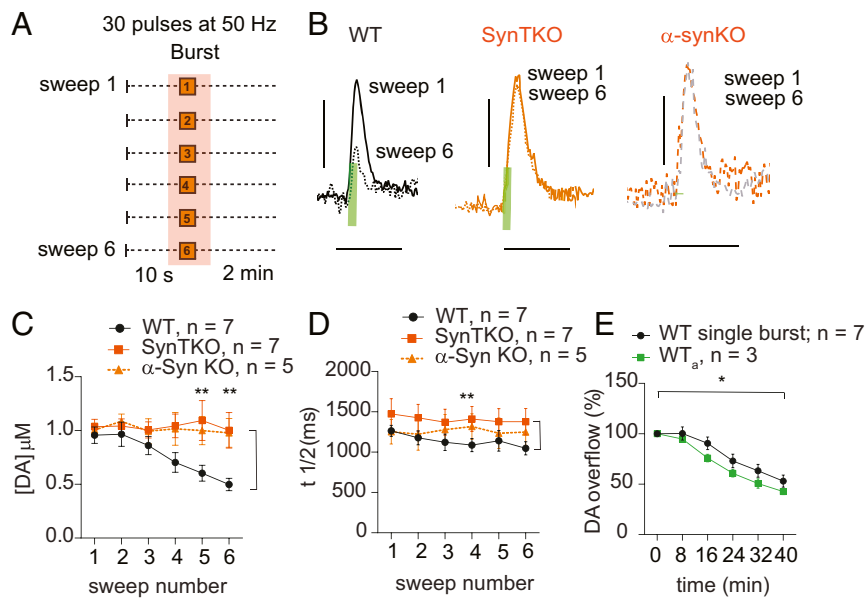 A
30 pulses at 50 Hz
Burst
sweep 1
1
2
3
4
5
6
sweep 6
10 s
2 min
B
WT
SynTKO
α-synKO
sweep 1
sweep 6
sweep 1
sweep 6
sweep 1
sweep 6
C
WT, n = 7
SynTKO, n = 7
α-Syn KO, n = 5
[DA] μM
1.5
1.0
0.5
0.0
** **
1 2 3 4 5 6
sweep number
D
WT, n = 7
SynTKO, n = 7
α-Syn KO, n = 5
t 1/2(ms)
2000
1500
1000
500
0
**
1 2 3 4 5 6
sweep number
E
WT single burst; n = 7
WTa, n = 3
DA overflow (%)
150
100
50
0
*
0 8 16 24 32 40
time (min)